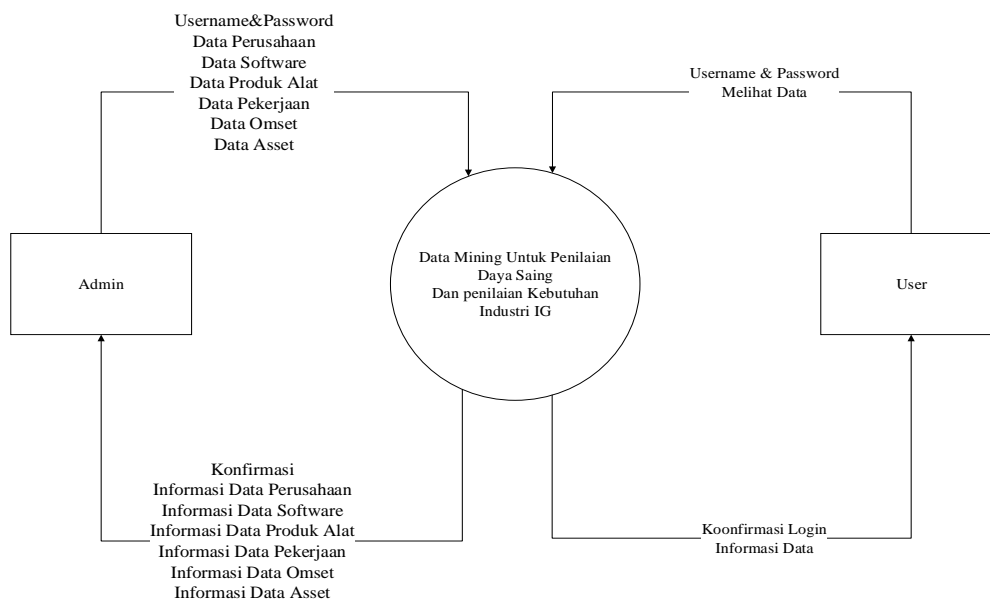 Username&Password
Data Perusahaan
Data Software
Data Produk Alat
Data Pekerjaan
Data Omset
Data Asset
Username & Password
Melihat Data
Admin
Data Mining Untuk Penilaian
Daya Saing
Dan penilaian Kebutuhan
Industri IG
User
Konfirmasi
Informasi Data Perusahaan
Informasi Data Software
Informasi Data Produk Alat
Informasi Data Pekerjaan
Informasi Data Omset
Informasi Data Asset
Koonfirmasi Login
Informasi Data